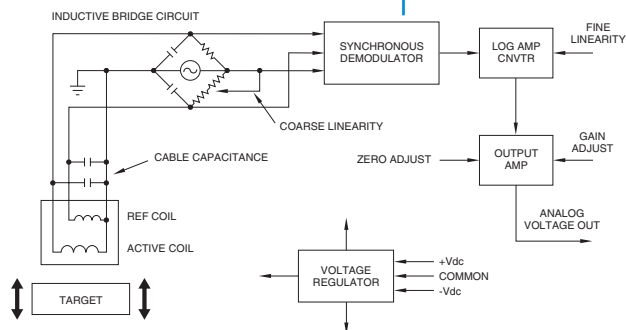 INDUCTIVE BRIDGE CIRCUIT
SYNCHRONOUS
DEMODULATOR
LOG AMP
CNVTR
FINE
LINEARITY
COARSE LINEARITY
CABLE CAPACITANCE
ZERO ADJUST
OUTPUT
AMP
GAIN
ADJUST
REF COIL
ACTIVE COIL
ANALOG
VOLTAGE OUT
VOLTAGE
REGULATOR
+Vdc
COMMON
-Vdc
TARGET